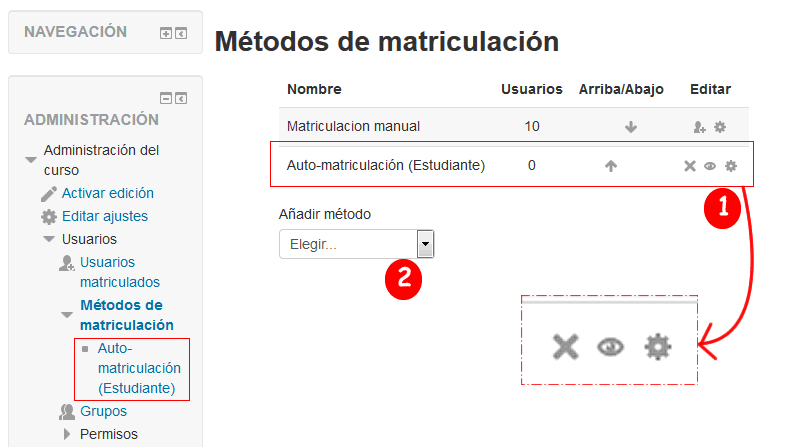 NAVEGACIÓN
ADMINISTRACIÓN
Administración del
curso
Activar edición
Editar ajustes
Usuarios
Usuarios
matriculados
Métodos de
matriculación
Auto-
matriculación
(Estudiante)
Grupos
Permisos
Métodos de matriculación
Nombre Usuarios Arriba/Abajo Editar
Matriculacion manual 10
Auto-matriculación (Estudiante) 0
1
Añadir método
Elegir...
2